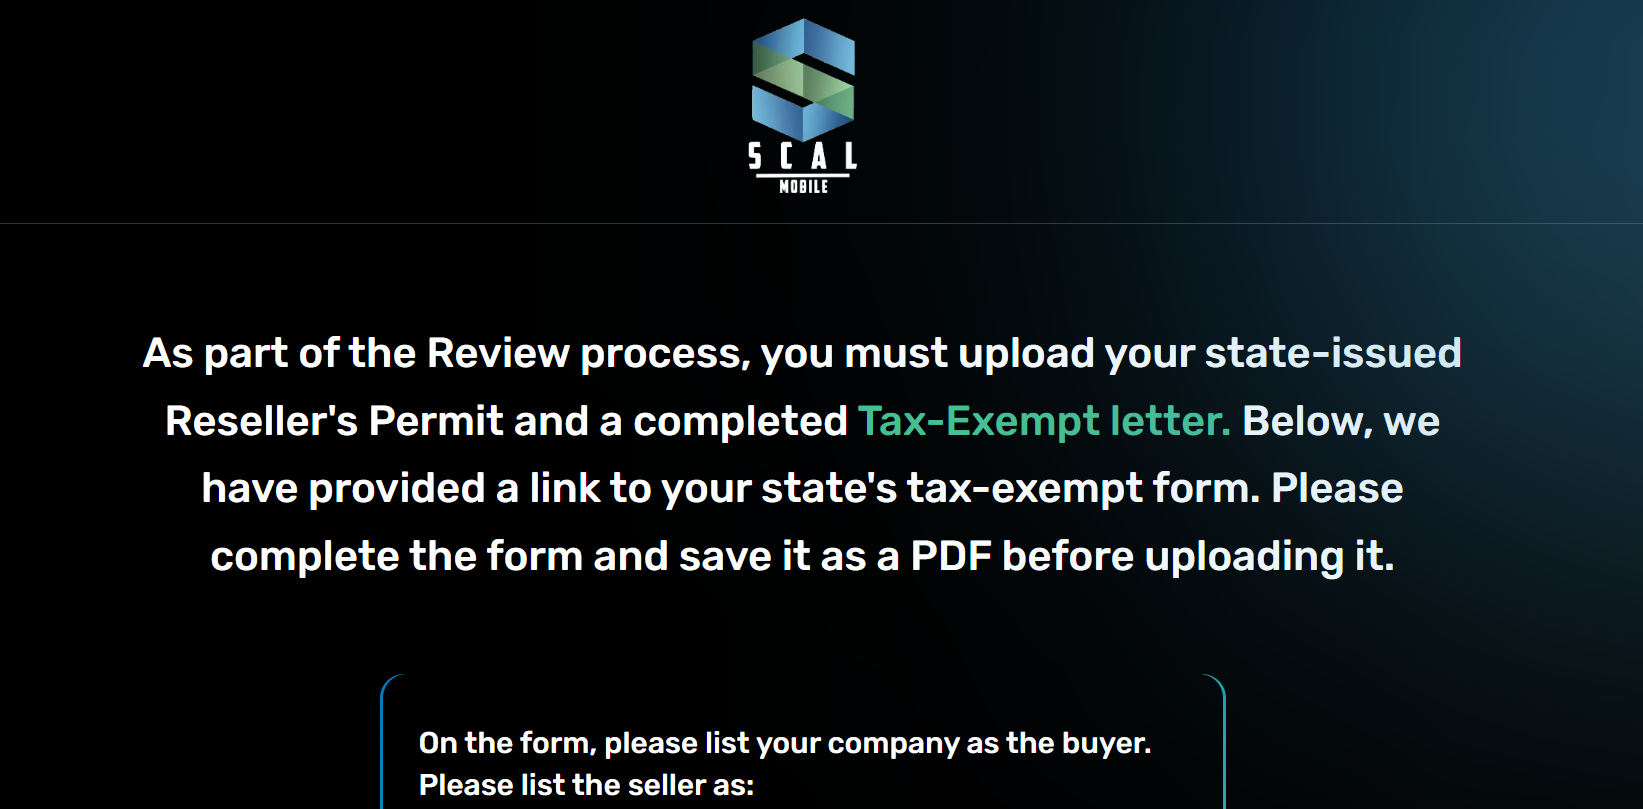 SCAL
MOBILE
As part of the Review process, you must upload your state-issued
Reseller's Permit and a completed Tax-Exempt letter. Below, we
have provided a link to your state's tax-exempt form. Please
complete the form and save it as a PDF before uploading it.
On the form, please list your company as the buyer.
Please list the seller as: